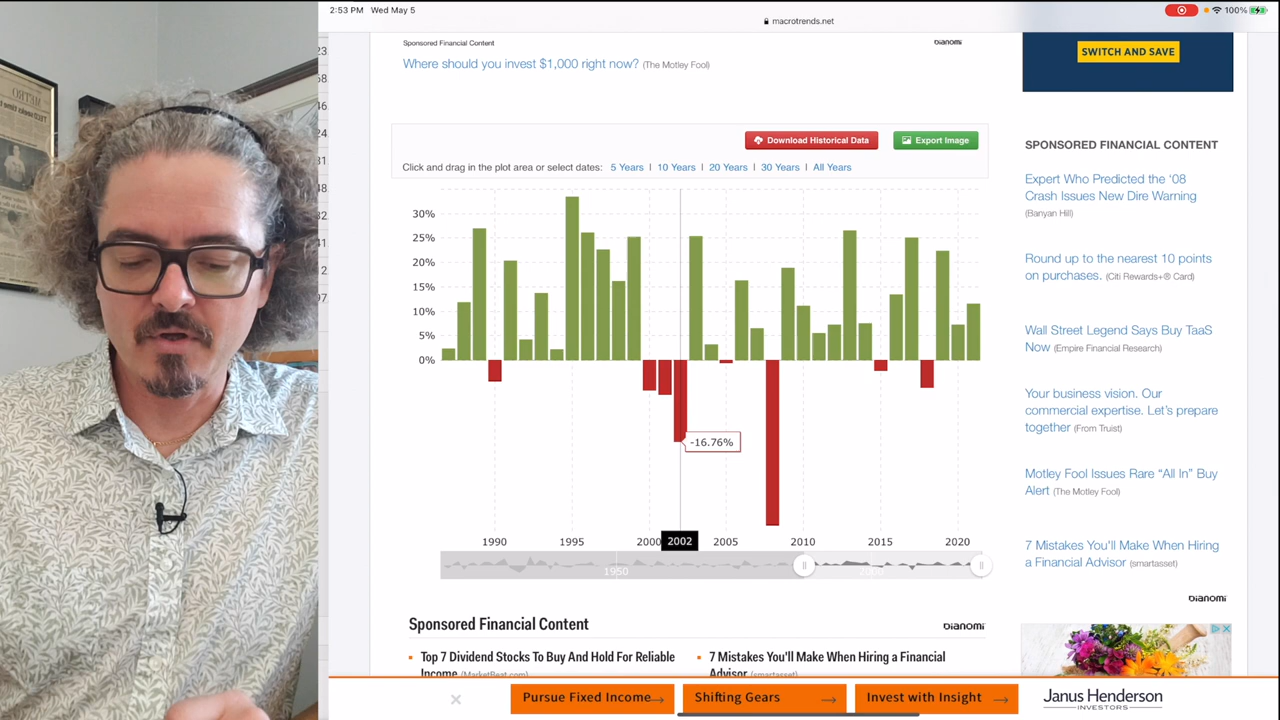 2:53 PM Wed May 5
100%
macrotrends.net
METRO
Sponsored Financial Content
bianomi
Where should you invest $1,000 right now? (The Motley Fool)
SWITCH AND SAVE
Download Historical Data
Export Image
Click and drag in the plot area or select dates: 5 Years | 10 Years | 20 Years | 30 Years | All Years
30%
25%
20%
15%
10%
5%
0%
-16.76%
1990
1995
2000
2002
2005
2010
2015
2020
1950
SPONSORED FINANCIAL CONTENT
Expert Who Predicted the '08
Crash Issues New Dire Warning
(Banyan Hill)
Round up to the nearest 10 points
on purchases. (Citi Rewards+® Card)
Wall Street Legend Says Buy TaaS
Now (Empire Financial Research)
Your business vision. Our
commercial expertise. Let's prepare
together (From Truist)
Motley Fool Issues Rare “All In” Buy
Alert (The Motley Fool)
7 Mistakes You'll Make When Hiring
a Financial Advisor (smartasset)
bianomi
Sponsored Financial Content
bianomi
Top 7 Dividend Stocks To Buy And Hold For Reliable
Income (MarketBeat.com)
7 Mistakes You'll Make When Hiring a Financial
Advisor (smartasset)
Pursue Fixed Income
Shifting Gears
Invest with Insight
Janus Henderson
INVESTORS